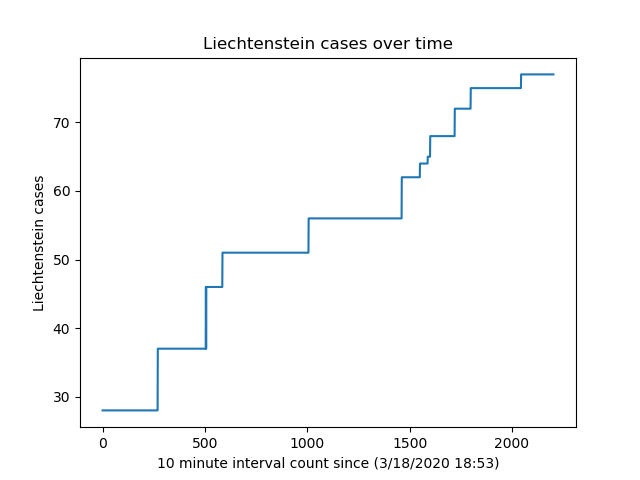 Liechtenstein cases over time
70
60
50
40
30
Liechtenstein cases
0 500 1000 1500 2000
10 minute interval count since (3/18/2020 18:53)